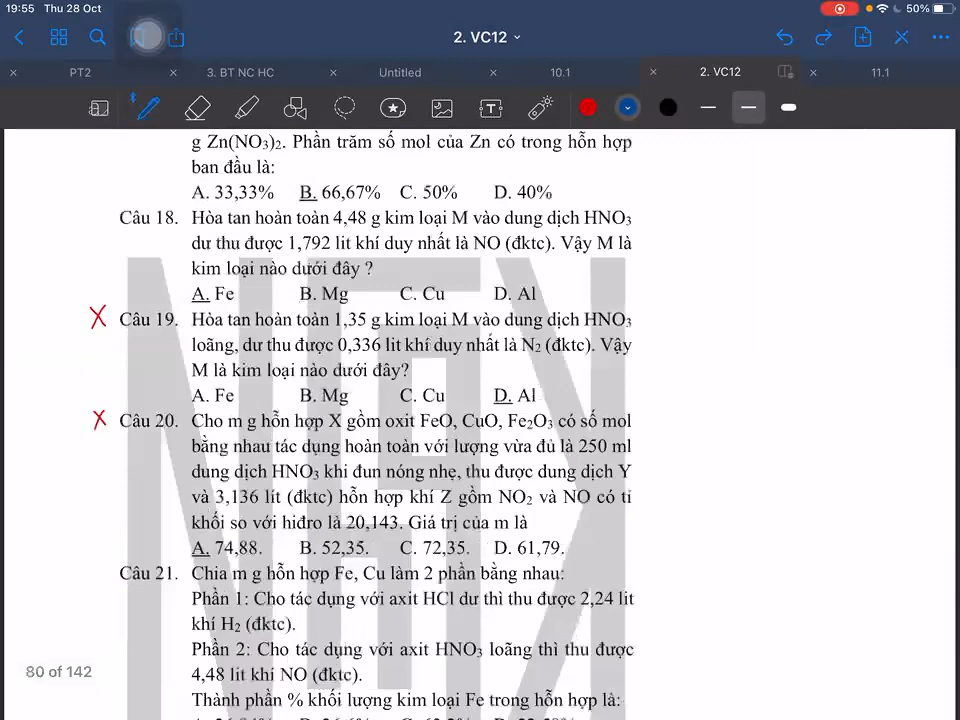 19:55 Thu 28 Oct
50%
2. VC12
PT2
3. BT NC HC
Untitled
10.1
2. VC12
11.1
g Zn(NO₃)₂. Phần trăm số mol của Zn có trong hỗn hợp
ban đầu là:
A. 33,33% B. 66,67% C. 50% D. 40%
Câu 18. Hòa tan hoàn toàn 4,48 g kim loại M vào dung dịch HNO₃
dư thu được 1,792 lit khí duy nhất là NO (đktc). Vậy M là
kim loại nào dưới đây ?
A. Fe B. Mg C. Cu D. Al
Câu 19. Hòa tan hoàn toàn 1,35 g kim loại M vào dung dịch HNO₃
loãng, dư thu được 0,336 lit khí duy nhất là N₂ (đktc). Vậy
M là kim loại nào dưới đây?
A. Fe B. Mg C. Cu D. Al
Câu 20. Cho m g hỗn hợp X gồm oxit FeO, CuO, Fe₂O₃ có số mol
bằng nhau tác dụng hoàn toàn với lượng vừa đủ là 250 ml
dung dịch HNO₃ khi đun nóng nhẹ, thu được dung dịch Y
và 3,136 lít (đktc) hỗn hợp khí Z gồm NO₂ và NO có tỉ
khối so với hiđro là 20,143. Giá trị của m là
A. 74,88. B. 52,35. C. 72,35. D. 61,79.
Câu 21. Chia m g hỗn hợp Fe, Cu làm 2 phần bằng nhau:
Phần 1: Cho tác dụng với axit HCl dư thì thu được 2,24 lit
khí H₂ (đktc).
Phần 2: Cho tác dụng với axit HNO₃ loãng thì thu được
4,48 lit khí NO (đktc).
80 of 142
Thành phần % khối lượng kim loại Fe trong hỗn hợp là: